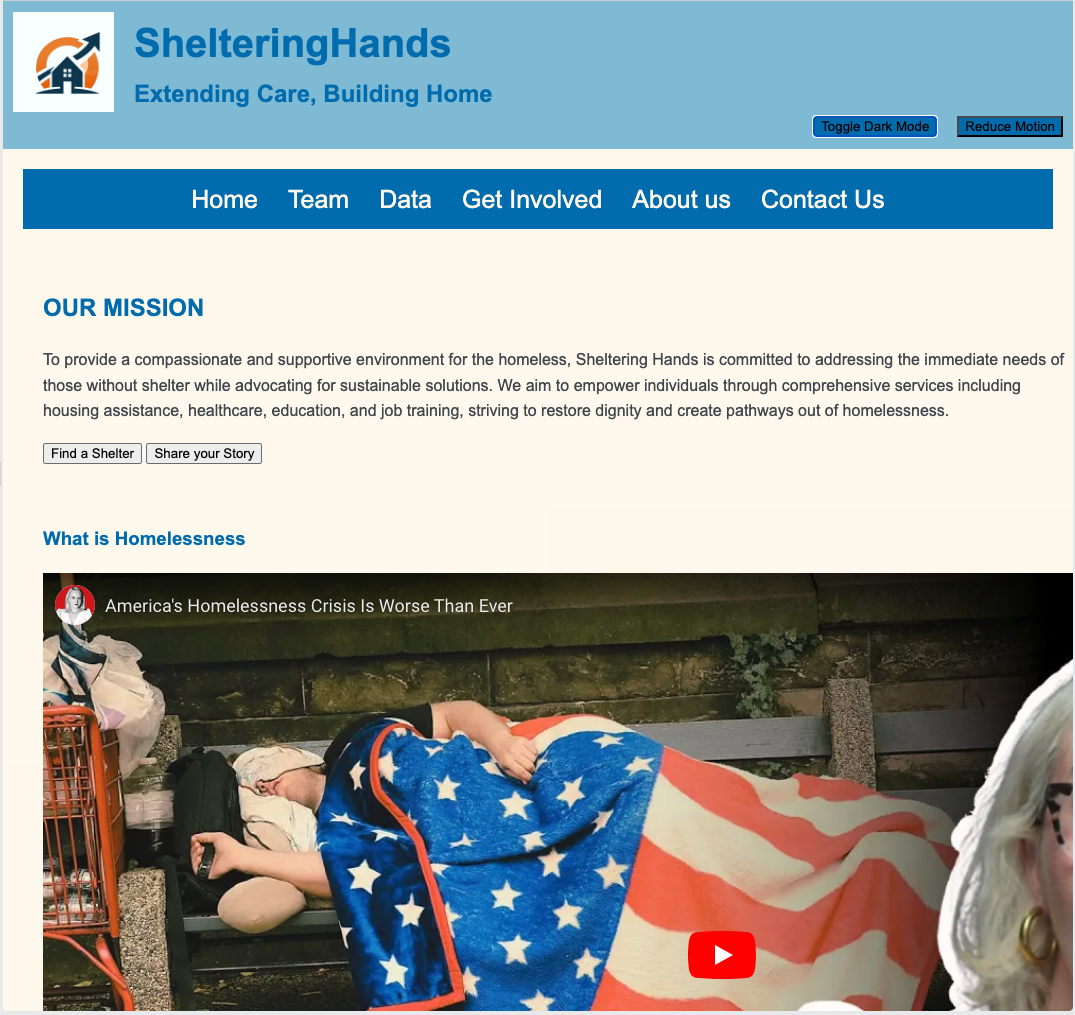 ShelteringHands
Extending Care, Building Home
Toggle Dark Mode Reduce Motion
Home Team Data Get Involved About us Contact Us
OUR MISSION
To provide a compassionate and supportive environment for the homeless, Sheltering Hands is committed to addressing the immediate needs of
those without shelter while advocating for sustainable solutions. We aim to empower individuals through comprehensive services including
housing assistance, healthcare, education, and job training, striving to restore dignity and create pathways out of homelessness.
Find a Shelter Share your Story
What is Homelessness
America's Homelessness Crisis Is Worse Than Ever